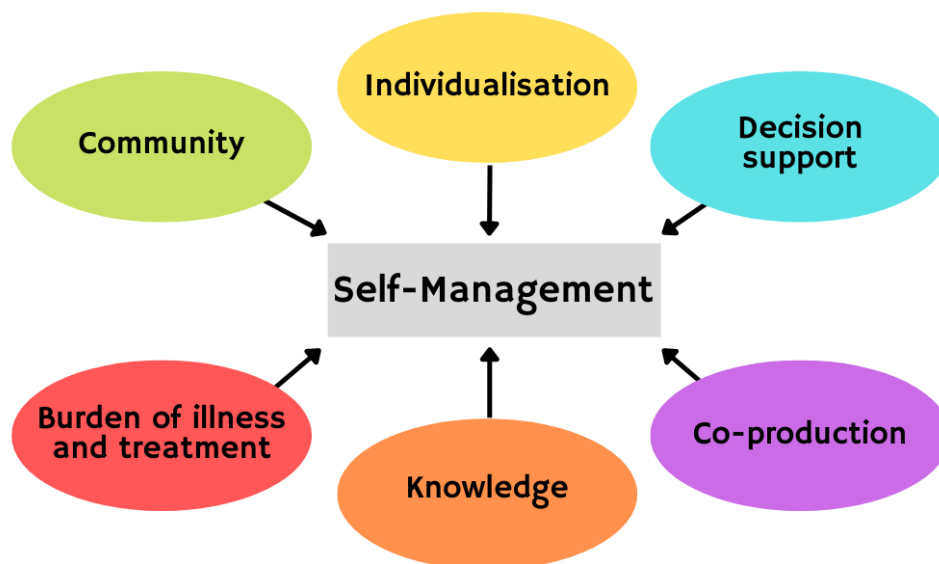 Individualisation
Community
Decision
support
Self-Management
Burden of illness
and treatment
Knowledge
Co-production